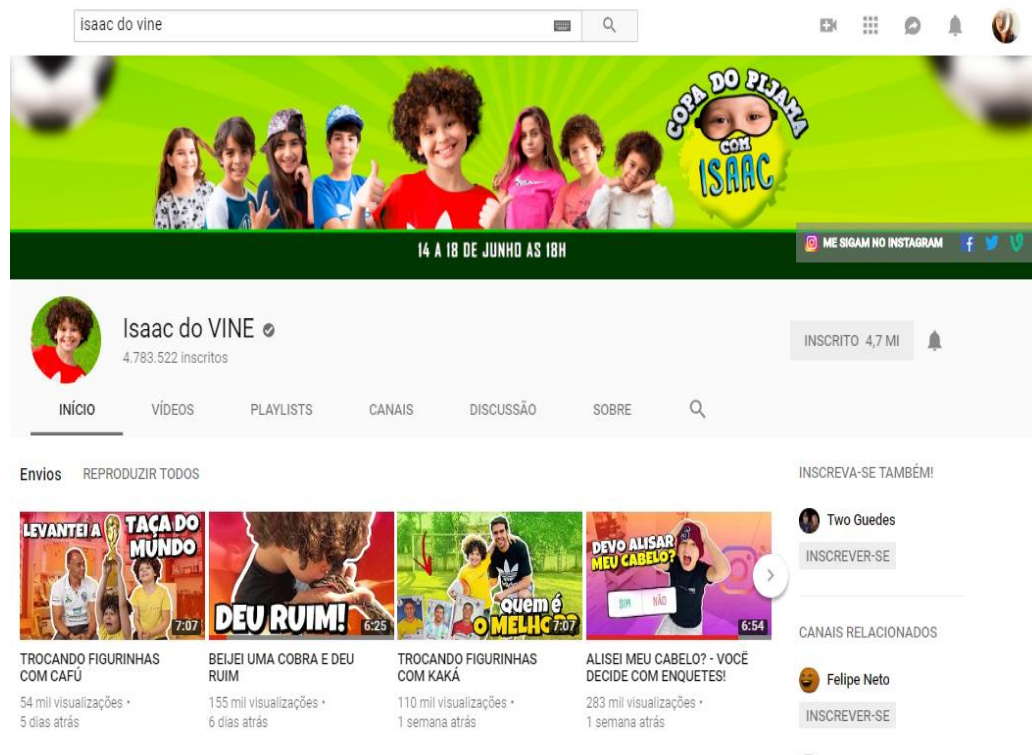 isaac do vine
COPA DO PIJAMA
COM
ISAAC
14 A 18 DE JUNHO AS 18H
ME SIGAM NO INSTAGRAM
Isaac do VINE
4.783.522 inscritos
INSCRITO 4,7 MI
INÍCIO VÍDEOS PLAYLISTS CANAIS DISCUSSÃO SOBRE
Envios REPRODUZIR TODOS
INSCREVA-SE TAMBÉM!
Two Guedes
INSCREVER-SE
LEVANTEI A TAÇA DO
MUNDO
7:07
DEU RUIM!
6:25
Quem é
O MELHOR?
7:07
DEVO ALISAR
MEU CABELO?
SIM NÃO
6:54
TROCANDO FIGURINHAS
COM CAFÚ
54 mil visualizações •
5 dias atrás
BEIJEI UMA COBRA E DEU
RUIM
155 mil visualizações •
6 dias atrás
TROCANDO FIGURINHAS
COM KAKÁ
110 mil visualizações •
1 semana atrás
ALISEI MEU CABELO? - VOCÊ
DECIDE COM ENQUETES!
283 mil visualizações •
1 semana atrás
CANAIS RELACIONADOS
Felipe Neto
INSCREVER-SE